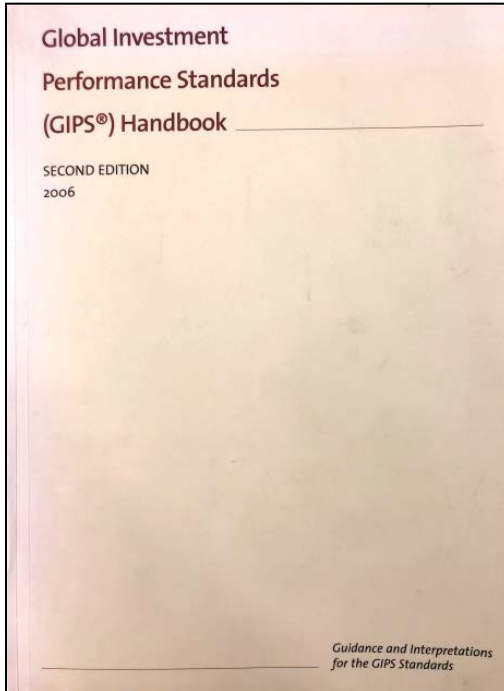 Global Investment
Performance Standards
(GIPS®) Handbook
SECOND EDITION
2006
Guidance and Interpretations
for the GIPS Standards